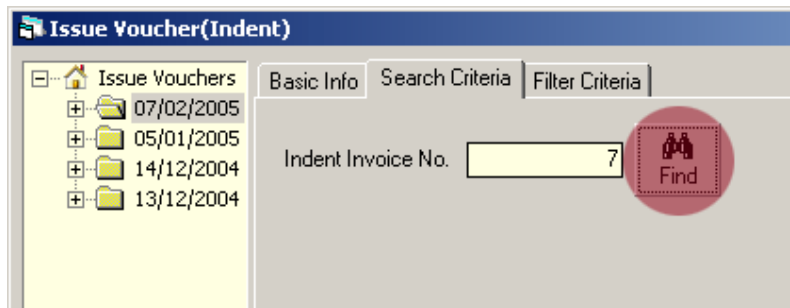 Issue Voucher(Indent)
Issue Vouchers
07/02/2005
05/01/2005
14/12/2004
13/12/2004
Basic Info Search Criteria Filter Criteria
Indent Invoice No. 7 Find